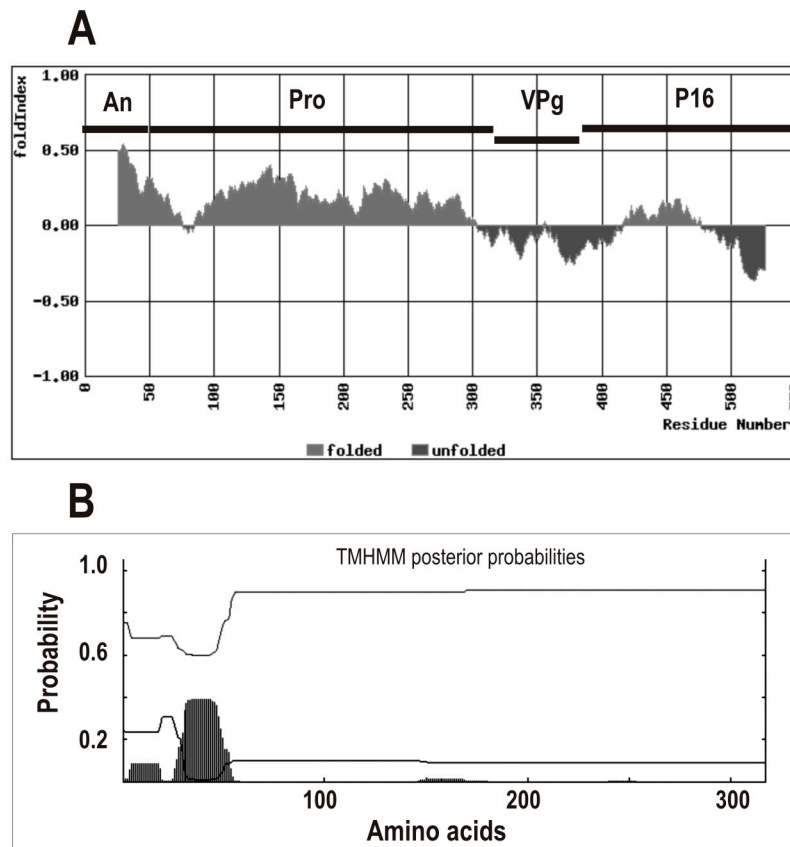 A
foldIndex
1,00
0,50
0,00
-0,50
-1,00
An Pro VPg P16
0 50 100 150 200 250 300 350 400 450 500
Residue Number
folded unfolded
B
TMHMM posterior probabilities
Probability
1.0
0.6
0.2
100 200 300
Amino acids